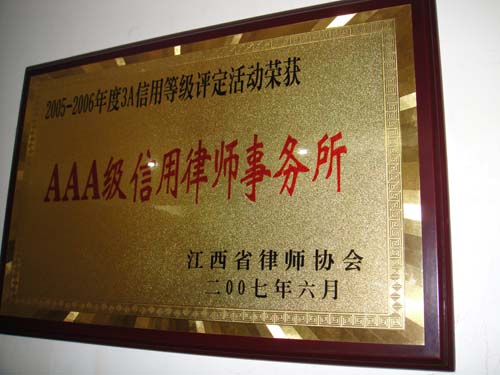 2005-2006年度3A信用等级评定活动荣获
AAA级信用律师事务所
江西省律师协会
二00七年六月